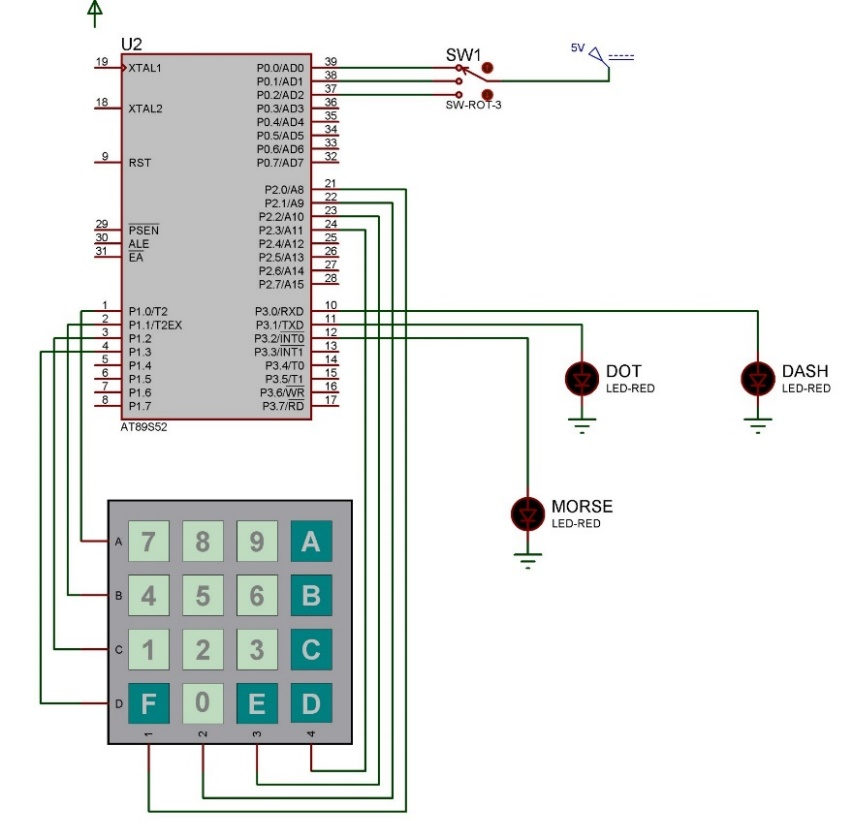 U2
19 XTAL1 P0.0/AD0 39
P0.1/AD1 38
P0.2/AD2 37
18 XTAL2 P0.3/AD3 36
P0.4/AD4 35
P0.5/AD5 34
P0.6/AD6 33
9 RST P0.7/AD7 32
P2.0/A8 21
P2.1/A9 22
P2.2/A10 23
29 PSEN P2.3/A11 24
30 ALE P2.4/A12 25
31 EA P2.5/A13 26
P2.6/A14 27
P2.7/A15 28
1 P1.0/T2 P3.0/RXD 10
2 P1.1/T2EX P3.1/TXD 11
3 P1.2 P3.2/INT0 12
4 P1.3 P3.3/INT1 13
5 P1.4 P3.4/T0 14
6 P1.5 P3.5/T1 15
7 P1.6 P3.6/WR 16
8 P1.7 P3.7/RD 17
AT89S52
SW1
SW-ROT-3
5V
DOT
LED-RED
DASH
LED-RED
MORSE
LED-RED
A 7 8 9 A
B 4 5 6 B
C 1 2 3 C
D F 0 E D
1 2 3 4